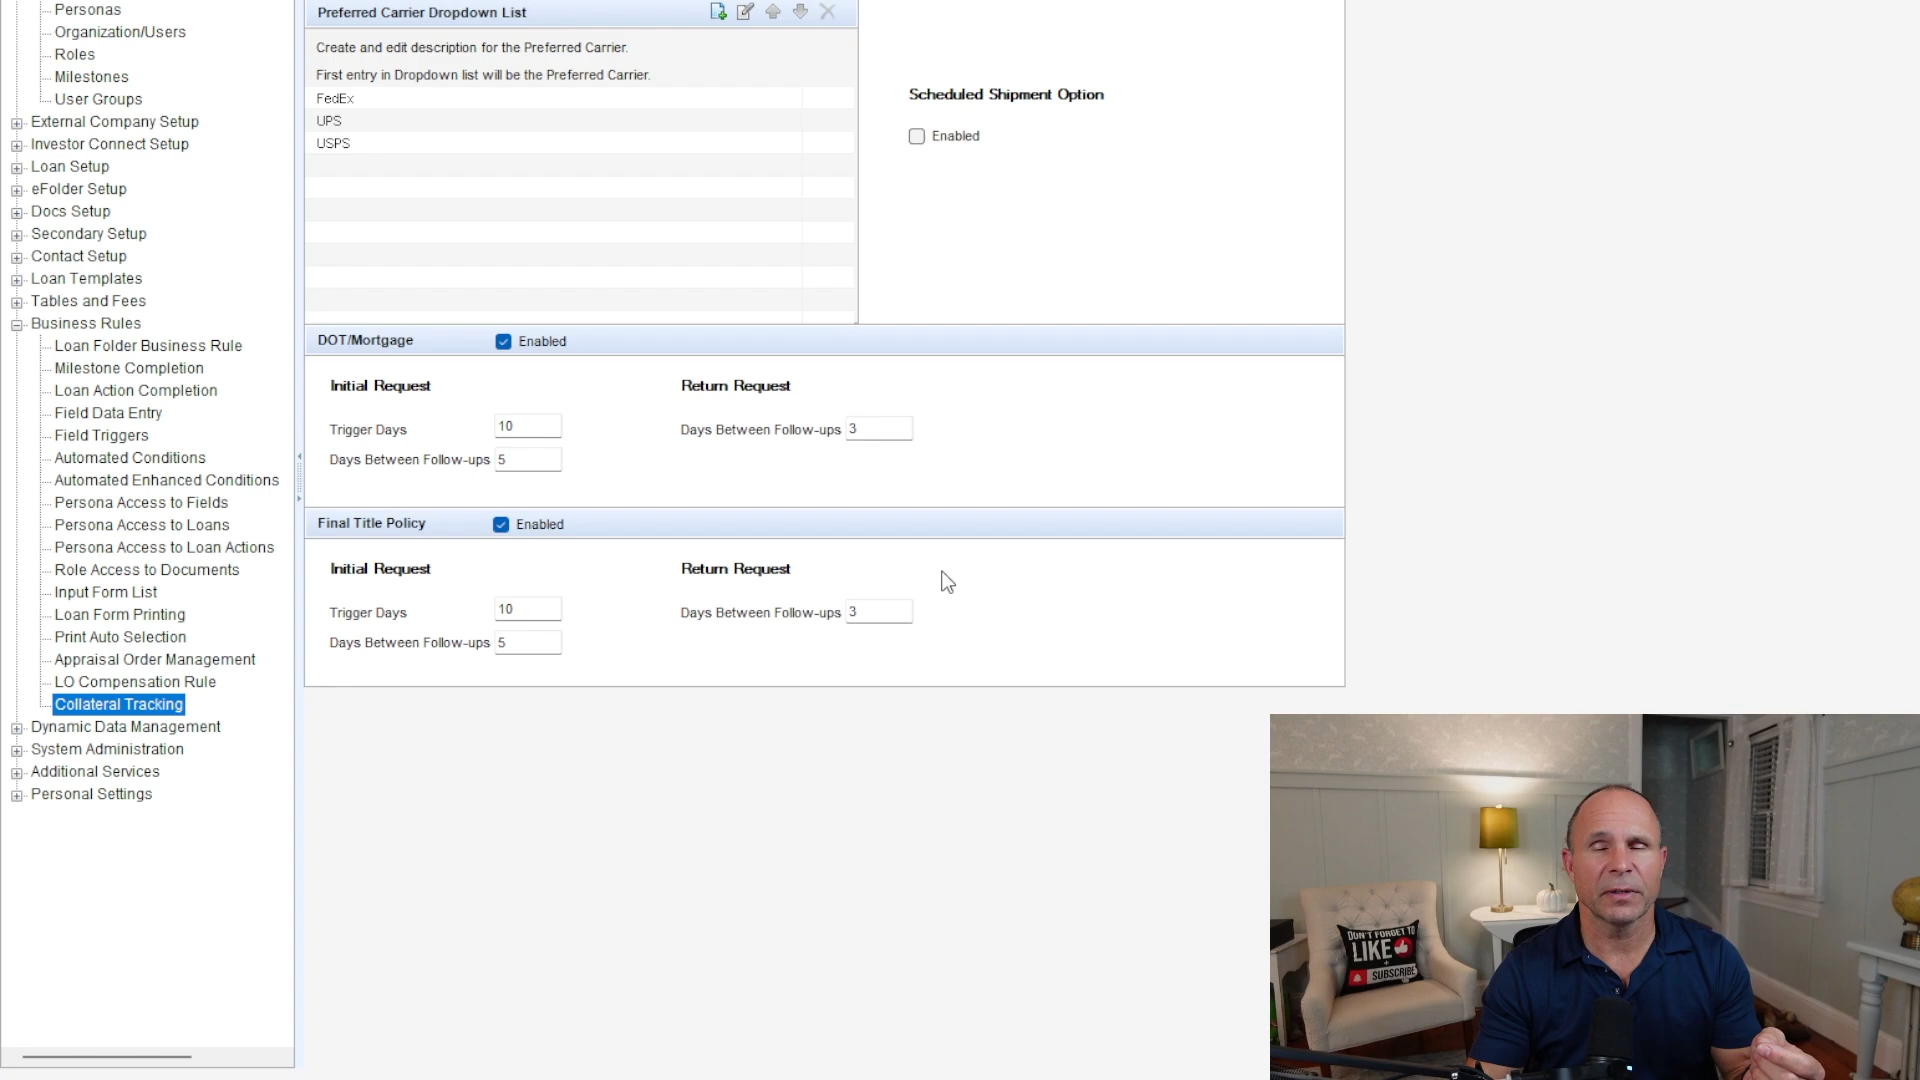 Personas
Organization/Users
Roles
Milestones
User Groups
External Company Setup
Investor Connect Setup
Loan Setup
eFolder Setup
Docs Setup
Secondary Setup
Contact Setup
Loan Templates
Tables and Fees
Business Rules
Loan Folder Business Rule
Milestone Completion
Loan Action Completion
Field Data Entry
Field Triggers
Automated Conditions
Automated Enhanced Conditions
Persona Access to Fields
Persona Access to Loans
Persona Access to Loan Actions
Role Access to Documents
Input Form List
Loan Form Printing
Print Auto Selection
Appraisal Order Management
LO Compensation Rule
Collateral Tracking
Dynamic Data Management
System Administration
Additional Services
Personal Settings
Preferred Carrier Dropdown List
Create and edit description for the Preferred Carrier.
First entry in Dropdown list will be the Preferred Carrier.
FedEx
UPS
USPS
Scheduled Shipment Option
Enabled
DOT/Mortgage Enabled
Initial Request Return Request
Trigger Days 10 Days Between Follow-ups 3
Days Between Follow-ups 5
Final Title Policy Enabled
Initial Request Return Request
Trigger Days 10 Days Between Follow-ups 3
Days Between Follow-ups 5
DON'T FORGET TO
LIKE
+
SUBSCRIBE